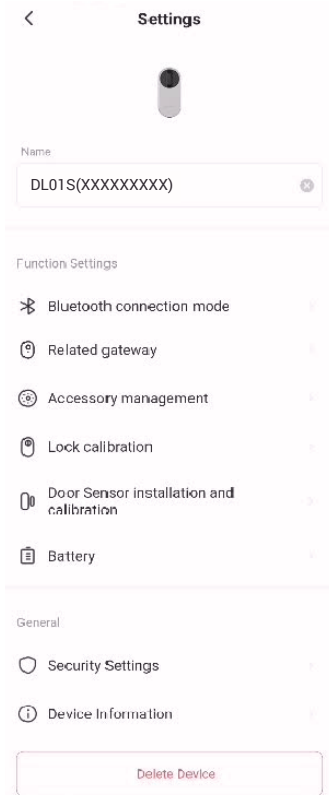 Settings
Name
DL01S(XXXXXXXXX)
Function Settings
Bluetooth connection mode
Related gateway
Accessory management
Lock calibration
Door Sensor installation and
calibration
Battery
General
Security Settings
Device Information
Delete Device